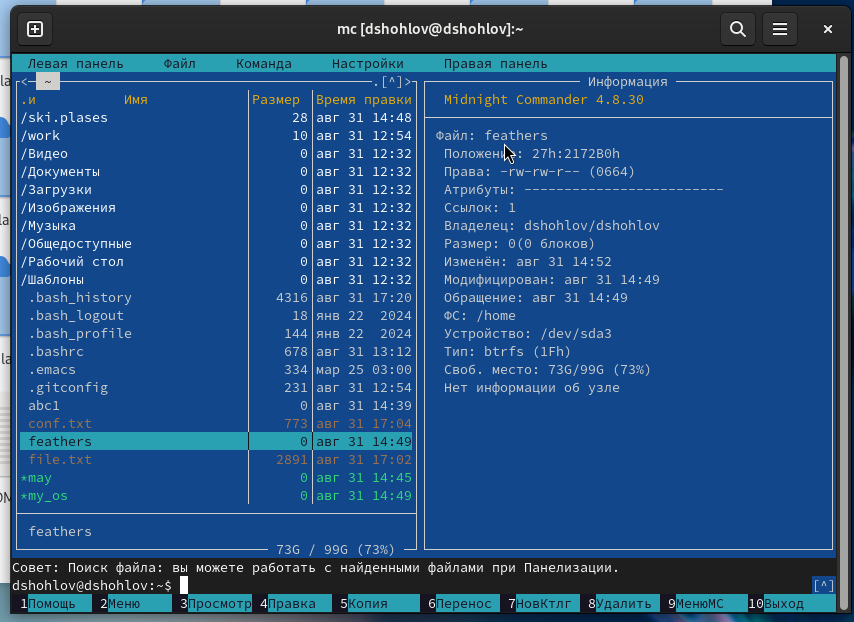 mc [dshohlov@dshohlov]:~
Левая панель Файл Команда Настройки Правая панель
<- ~ .[^]>
.и Имя Размер Время правки
/ski.plases 28 авг 31 14:48
/work 10 авг 31 12:54
/Видео 0 авг 31 12:32
/Документы 0 авг 31 12:32
/Загрузки 0 авг 31 12:32
/Изображения 0 авг 31 12:32
/Музыка 0 авг 31 12:32
/Общедоступные 0 авг 31 12:32
/Рабочий стол 0 авг 31 12:32
/Шаблоны 0 авг 31 12:32
.bash_history 4316 авг 31 17:20
.bash_logout 18 янв 22 2024
.bash_profile 144 янв 22 2024
.bashrc 678 авг 31 13:12
.emacs 334 мар 25 03:00
.gitconfig 231 авг 31 12:54
abc1 0 авг 31 14:39
conf.txt 773 авг 31 17:04
feathers 0 авг 31 14:49
file.txt 2891 авг 31 17:02
*may 0 авг 31 14:45
*my_os 0 авг 31 14:49
feathers
73G / 99G (73%)
Информация
Midnight Commander 4.8.30
Файл: feathers
Положение: 27h:2172B0h
Права: -rw-rw-r-- (0664)
Атрибуты: -------------------------
Ссылок: 1
Владелец: dshohlov/dshohlov
Размер: 0(0 блоков)
Изменён: авг 31 14:52
Модифицирован: авг 31 14:49
Обращение: авг 31 14:49
ФС: /home
Устройство: /dev/sda3
Тип: btrfs (1Fh)
Своб. место: 73G/99G (73%)
Нет информации об узле
Совет: Поиск файла: вы можете работать с найденными файлами при Панелизации.
dshohlov@dshohlov:~$ [^]
1Помощь 2Меню 3Просмотр 4Правка 5Копия 6Перенос 7НовКтлг 8Удалить 9МенюМС 10Выход